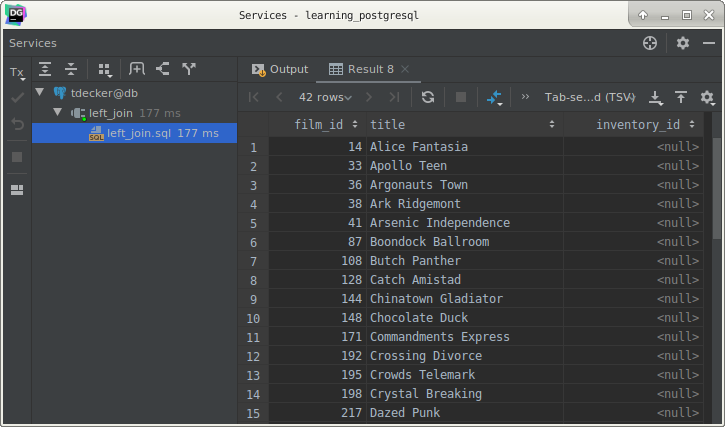 DG
Services - learning_postgresql
Services
Tx
tdecker@db
left_join 177 ms
SQL left_join.sql 177 ms
Output Result 8
42 rows Tab-se...d (TSV)
film_id title inventory_id
1 14 Alice Fantasia <null>
2 33 Apollo Teen <null>
3 36 Argonauts Town <null>
4 38 Ark Ridgemont <null>
5 41 Arsenic Independence <null>
6 87 Boondock Ballroom <null>
7 108 Butch Panther <null>
8 128 Catch Amistad <null>
9 144 Chinatown Gladiator <null>
10 148 Chocolate Duck <null>
11 171 Commandments Express <null>
12 192 Crossing Divorce <null>
13 195 Crowds Telemark <null>
14 198 Crystal Breaking <null>
15 217 Dazed Punk <null>